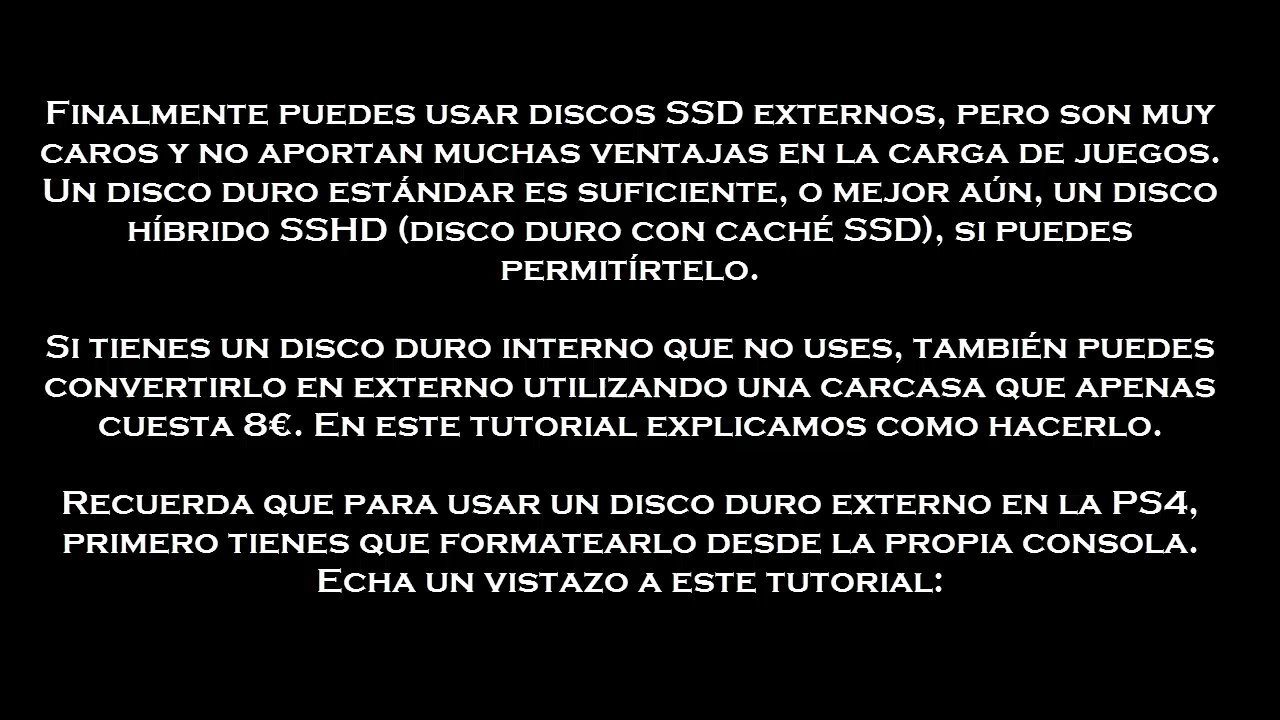 Finalmente puedes usar discos SSD externos, pero son muy
caros y no aportan muchas ventajas en la carga de juegos.
Un disco duro estándar es suficiente, o mejor aún, un disco
híbrido SSHD (disco duro con caché SSD), si puedes
permitírtelo.
Si tienes un disco duro interno que no uses, también puedes
convertirlo en externo utilizando una carcasa que apenas
cuesta 8€. En este tutorial explicamos como hacerlo.
Recuerda que para usar un disco duro externo en la PS4,
primero tienes que formatearlo desde la propia consola.
Echa un vistazo a este tutorial: